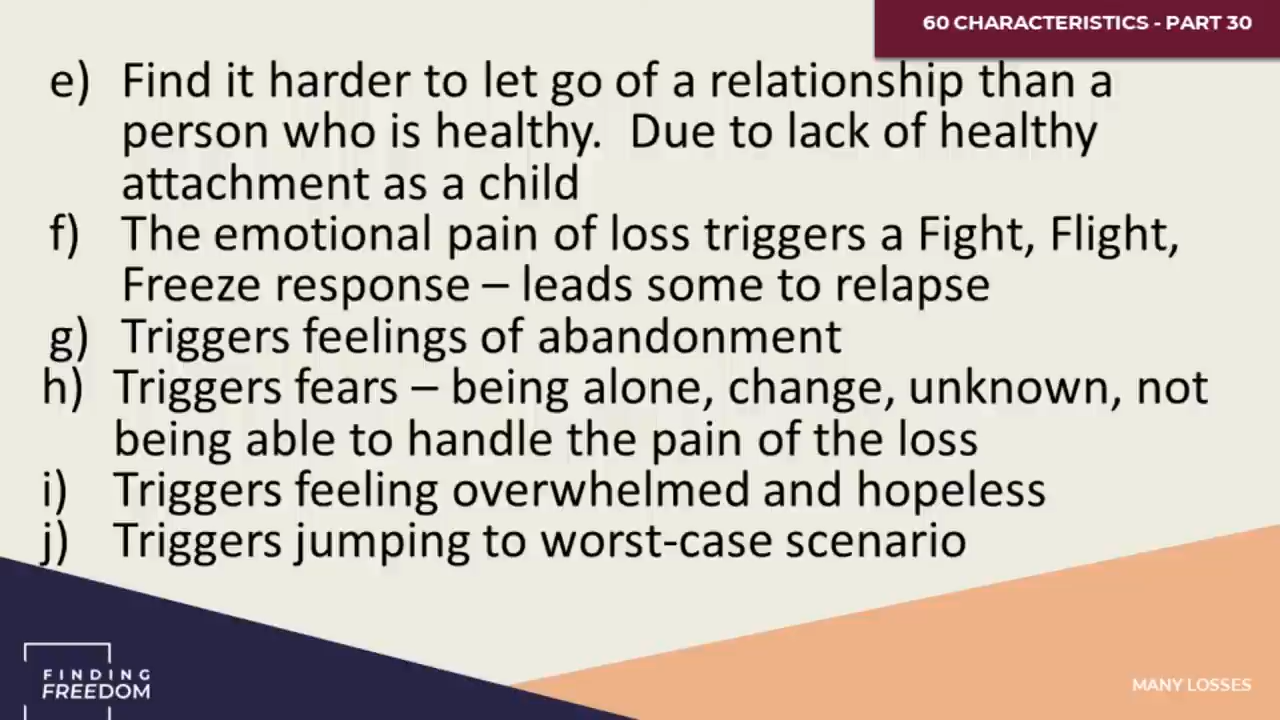 60 CHARACTERISTICS - PART 30
e) Find it harder to let go of a relationship than a
person who is healthy.  Due to lack of healthy
attachment as a child
f) The emotional pain of loss triggers a Fight, Flight,
Freeze response – leads some to relapse
g) Triggers feelings of abandonment
h) Triggers fears – being alone, change, unknown, not
being able to handle the pain of the loss
i) Triggers feeling overwhelmed and hopeless
j) Triggers jumping to worst-case scenario
FINDING
FREEDOM
MANY LOSSES